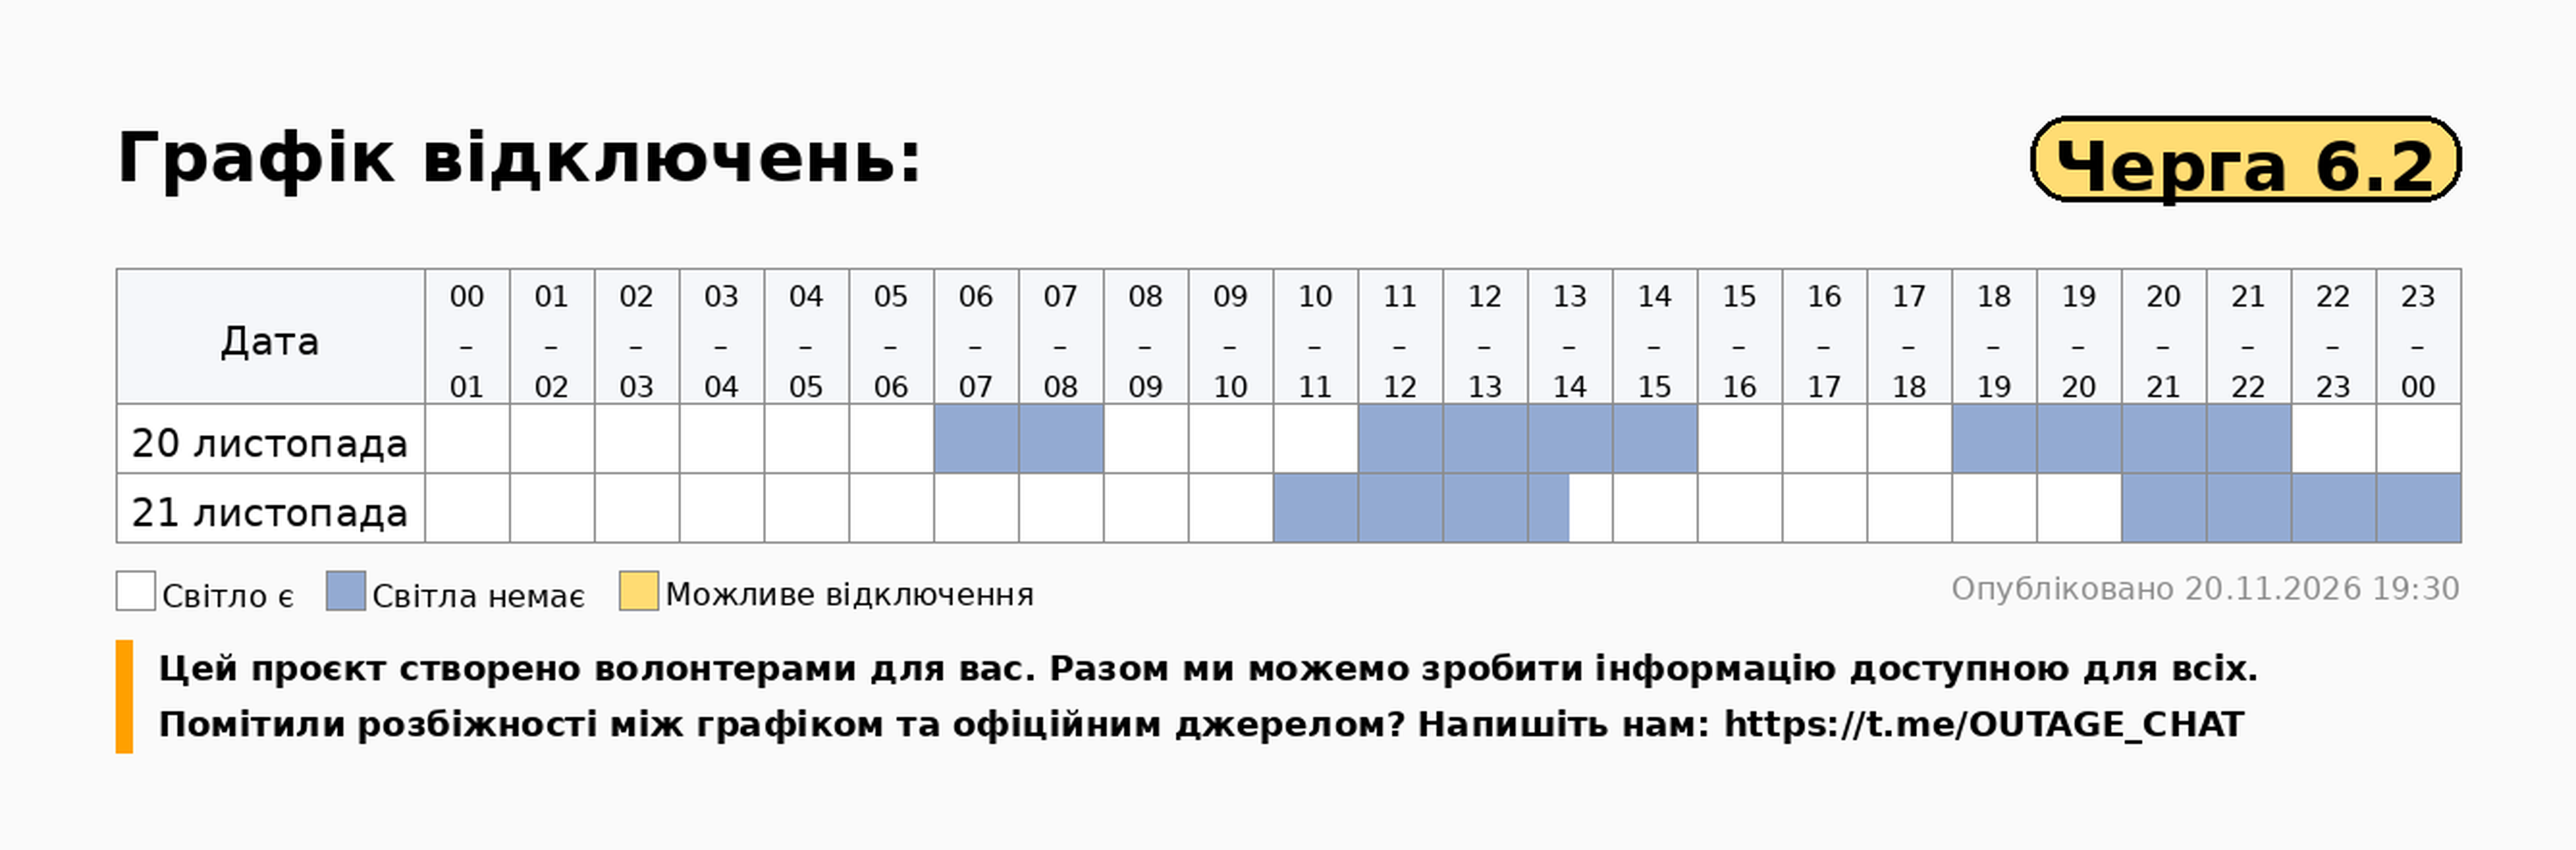 Графік відключень:
Черга 6.2
Дата
00 – 01
01 – 02
02 – 03
03 – 04
04 – 05
05 – 06
06 – 07
07 – 08
08 – 09
09 – 10
10 – 11
11 – 12
12 – 13
13 – 14
14 – 15
15 – 16
16 – 17
17 – 18
18 – 19
19 – 20
20 – 21
21 – 22
22 – 23
23 – 00
20 листопада
21 листопада
Світло є
Світла немає
Можливе відключення
Опубліковано 20.11.2026 19:30
Цей проєкт створено волонтерами для вас. Разом ми можемо зробити інформацію доступною для всіх.
Помітили розбіжності між графіком та офіційним джерелом? Напишіть нам: https://t.me/OUTAGE_CHAT